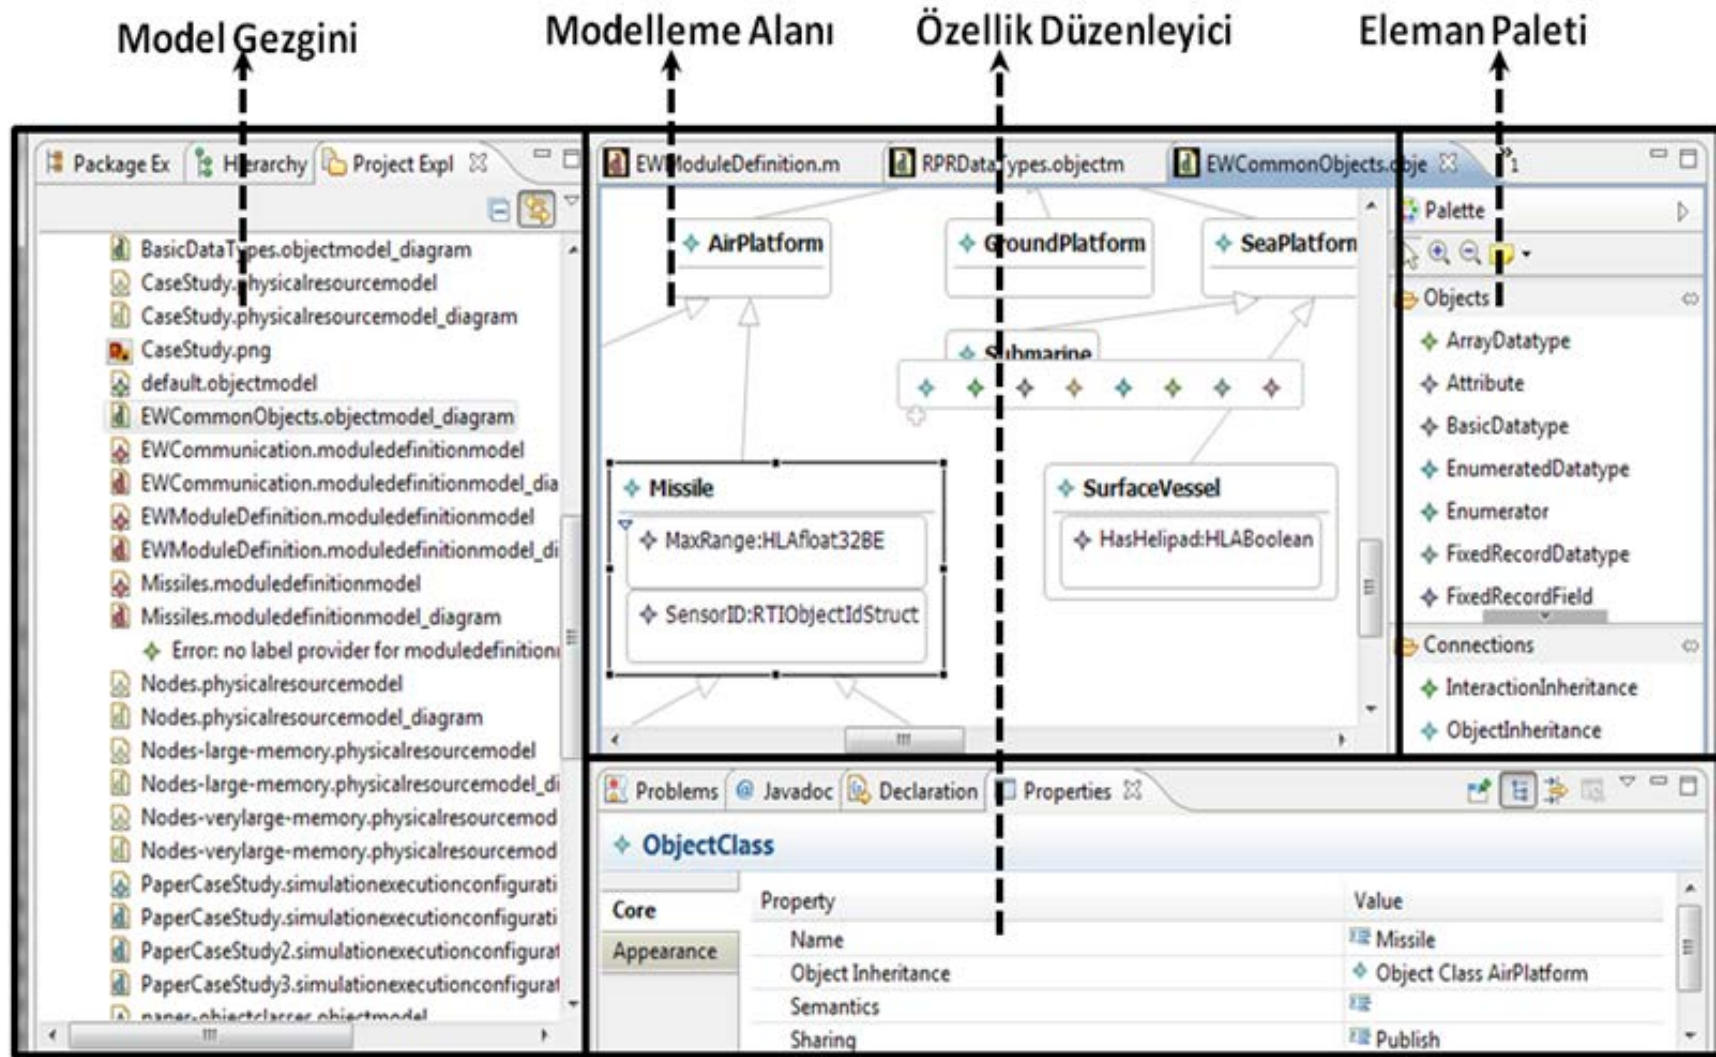 Model Gezgini
Modelleme Alanı
Özellik Düzenleyici
Eleman Paleti
Package Ex
Hierarchy
Project Expl
BasicDataTypes.objectmodel_diagram
CaseStudy.physicalresourcemodel
CaseStudy.physicalresourcemodel_diagram
CaseStudy.png
default.objectmodel
EWCommonObjects.objectmodel_diagram
EWCommunication.moduledefinitionmodel
EWCommunication.moduledefinitionmodel_dia
EWModuleDefinition.moduledefinitionmodel
EWModuleDefinition.moduledefinitionmodel_di
Missiles.moduledefinitionmodel
Missiles.moduledefinitionmodel_diagram
Error: no label provider for moduledefinition
Nodes.physicalresourcemodel
Nodes.physicalresourcemodel_diagram
Nodes-large-memory.physicalresourcemodel
Nodes-large-memory.physicalresourcemodel_di
Nodes-verylarge-memory.physicalresourcemod
Nodes-verylarge-memory.physicalresourcemod
PaperCaseStudy.simulationexecutionconfigurati
PaperCaseStudy.simulationexecutionconfigurati
PaperCaseStudy2.simulationexecutionconfigurat
PaperCaseStudy3.simulationexecutionconfigurat
paper-objectclasses.objectmodel
EWModuleDefinition.m
RPRDataTypes.objectm
EWCommonObjects.obje
1
AirPlatform
GroundPlatform
SeaPlatform
Submarine
Missile
MaxRange:HLAfloat32BE
SensorID:RTIObjectIdStruct
SurfaceVessel
HasHelipad:HLABoolean
Palette
Objects
ArrayDatatype
Attribute
BasicDatatype
EnumeratedDatatype
Enumerator
FixedRecordDatatype
FixedRecordField
Connections
InteractionInheritance
ObjectInheritance
Problems
@ Javadoc
Declaration
Properties
ObjectClass
Core
Appearance
Property Value
Name Missile
Object Inheritance Object Class AirPlatform
Semantics
Sharing Publish